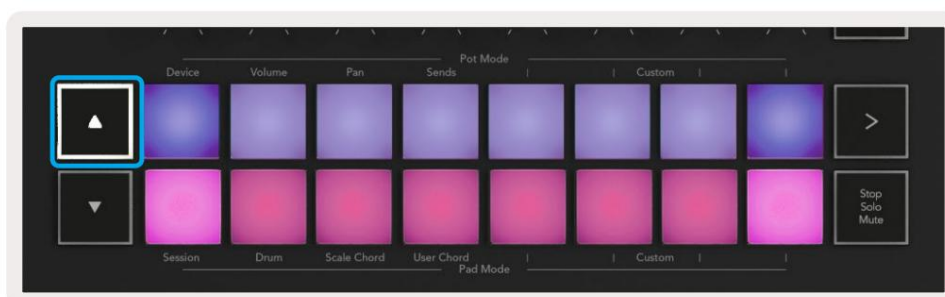 Pot Mode
Device Volume Pan Sends Custom
Stop
Solo
Mute
Session Drum Scale Chord User Chord Custom
Pad Mode